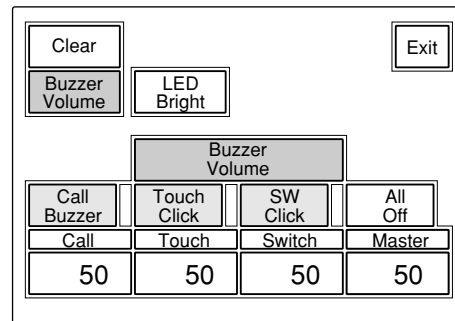 Clear
Exit
Buzzer
Volume
LED
Bright
Buzzer
Volume
Call
Buzzer
Touch
Click
SW
Click
All
Off
Call
Touch
Switch
Master
50
50
50
50